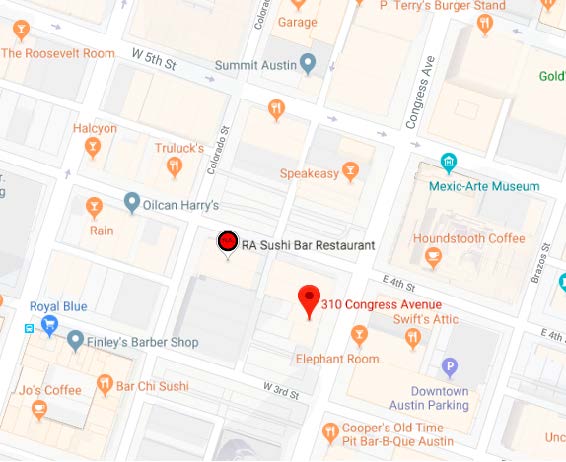 P. Terry's Burger Stand
Garage
The Roosevelt Room
Colorado St
W 5th St
Summit Austin
Congress Ave
Gold'
Halcyon
Truluck's
Colorado St
Speakeasy
Mexic-Arte Museum
r.
ng
Oilcan Harry's
Rain
RA Sushi Bar Restaurant
Houndstooth Coffee
Brazos St
E 4th St
310 Congress Avenue
Royal Blue
Swift's Attic
E 4th
Finley's Barber Shop
Elephant Room
Bar Chi Sushi
W 3rd St
Downtown
Austin Parking
Jo's Coffee
Cooper's Old Time
Pit Bar-B-Que Austin
Unc